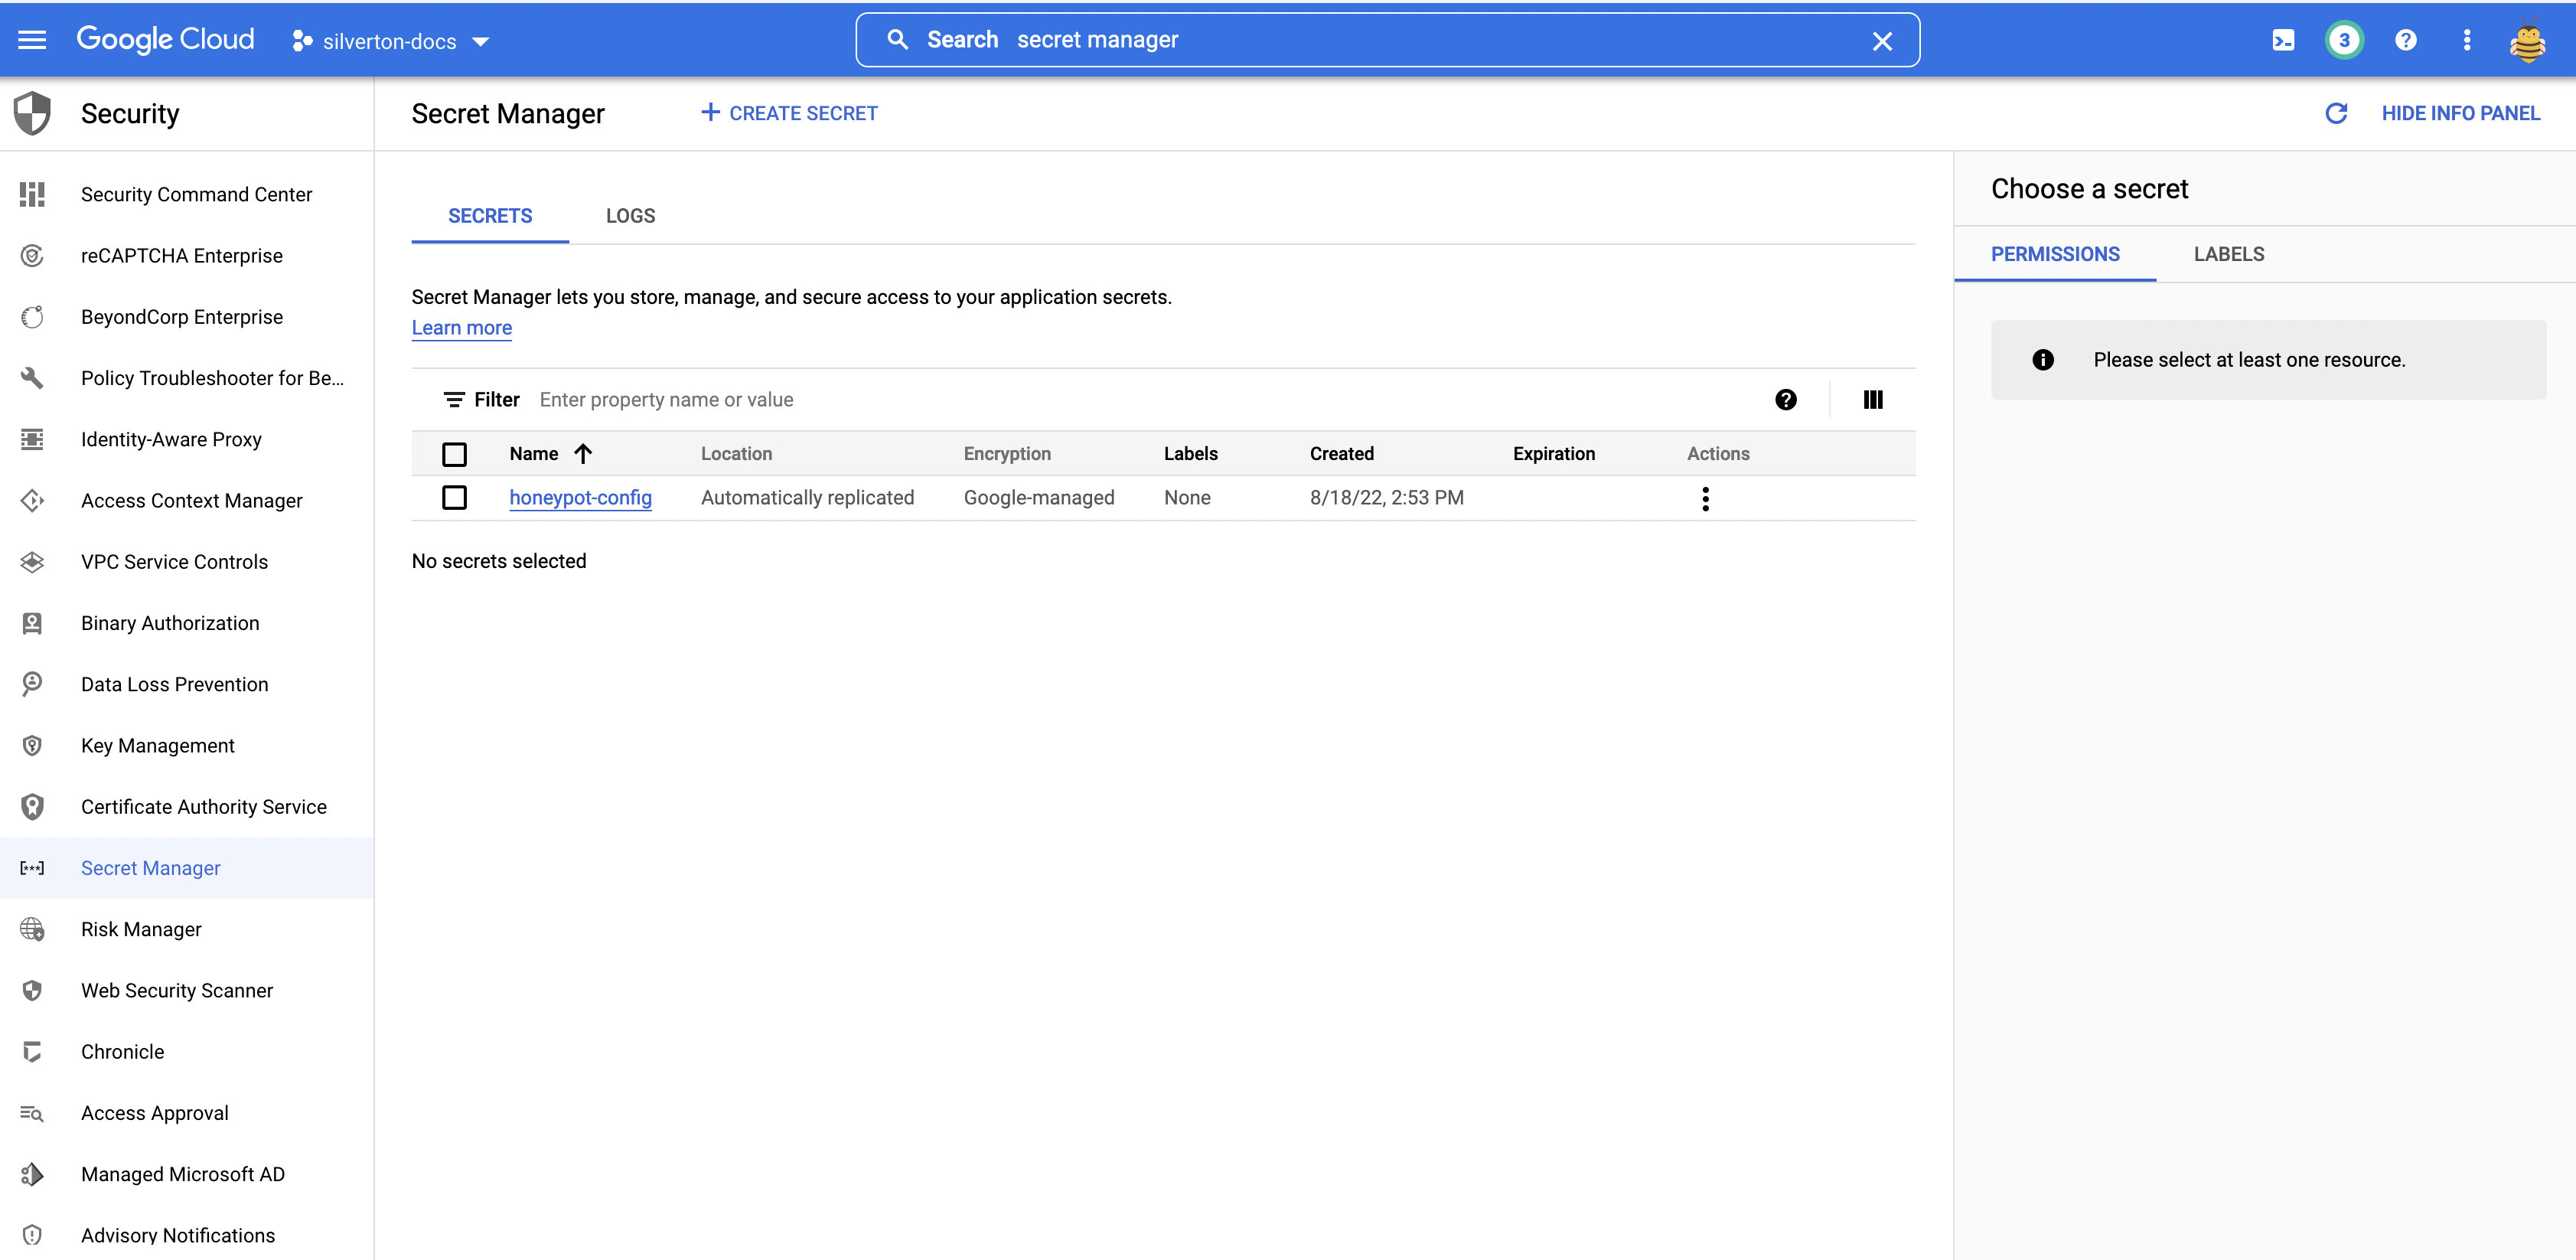 Google Cloud silverton-docs Search secret manager 3
Security
Secret Manager CREATE SECRET HIDE INFO PANEL
Security Command Center
reCAPTCHA Enterprise
BeyondCorp Enterprise
Policy Troubleshooter for Be...
Identity-Aware Proxy
Access Context Manager
VPC Service Controls
Binary Authorization
Data Loss Prevention
Key Management
Certificate Authority Service
Secret Manager
Risk Manager
Web Security Scanner
Chronicle
Access Approval
Managed Microsoft AD
Advisory Notifications
SECRETS LOGS
Secret Manager lets you store, manage, and secure access to your application secrets.
Learn more
Filter Enter property name or value
Name Location Encryption Labels Created Expiration Actions
honeypot-config Automatically replicated Google-managed None 8/18/22, 2:53 PM
No secrets selected
Choose a secret
PERMISSIONS LABELS
Please select at least one resource.